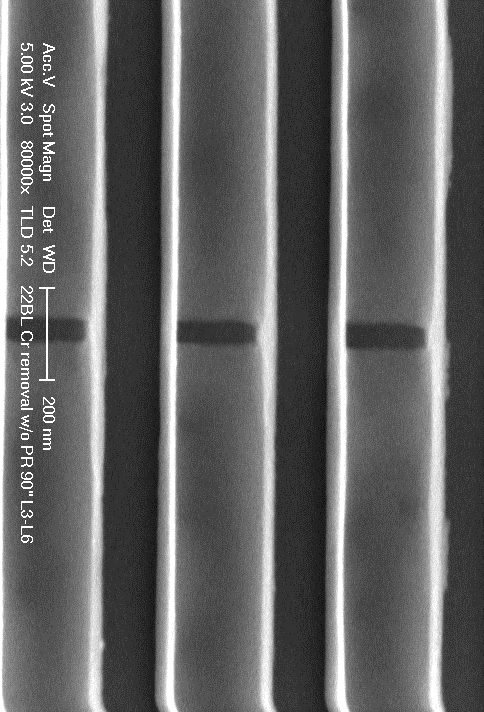 Acc.V Spot Magn Det WD 200 nm
5.00 kV 3.0 80000x TLD 5.2 22BL Cr removal w/o PR 90" L3-L6